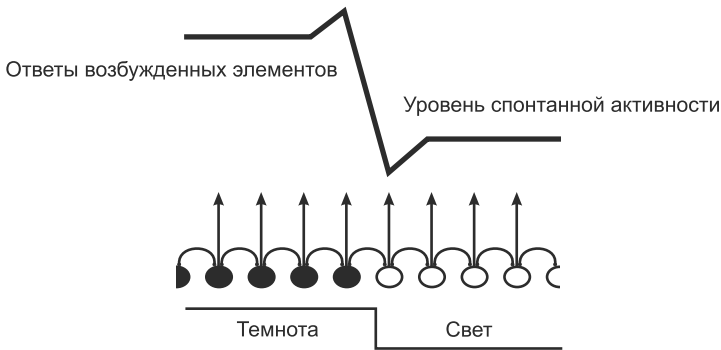 Ответы возбужденных элементов
Уровень спонтанной активности
Темнота
Свет